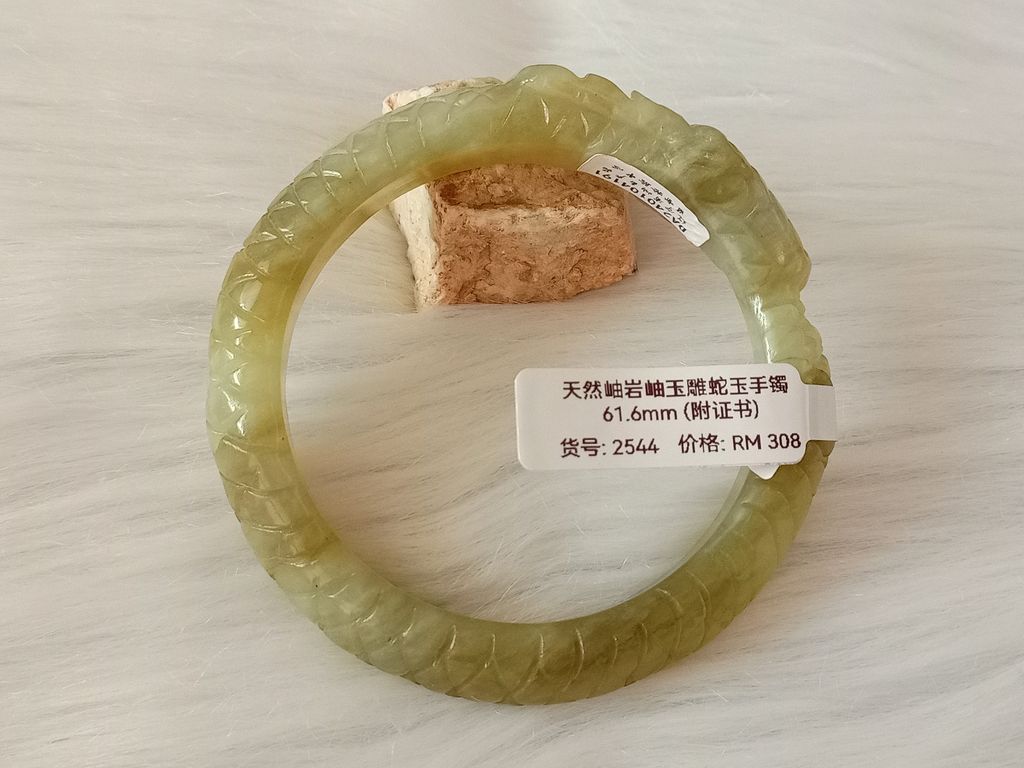 天然岫岩岫玉雕蛇玉手镯
61.6mm (附证书)
货号: 2544 价格: RM 308